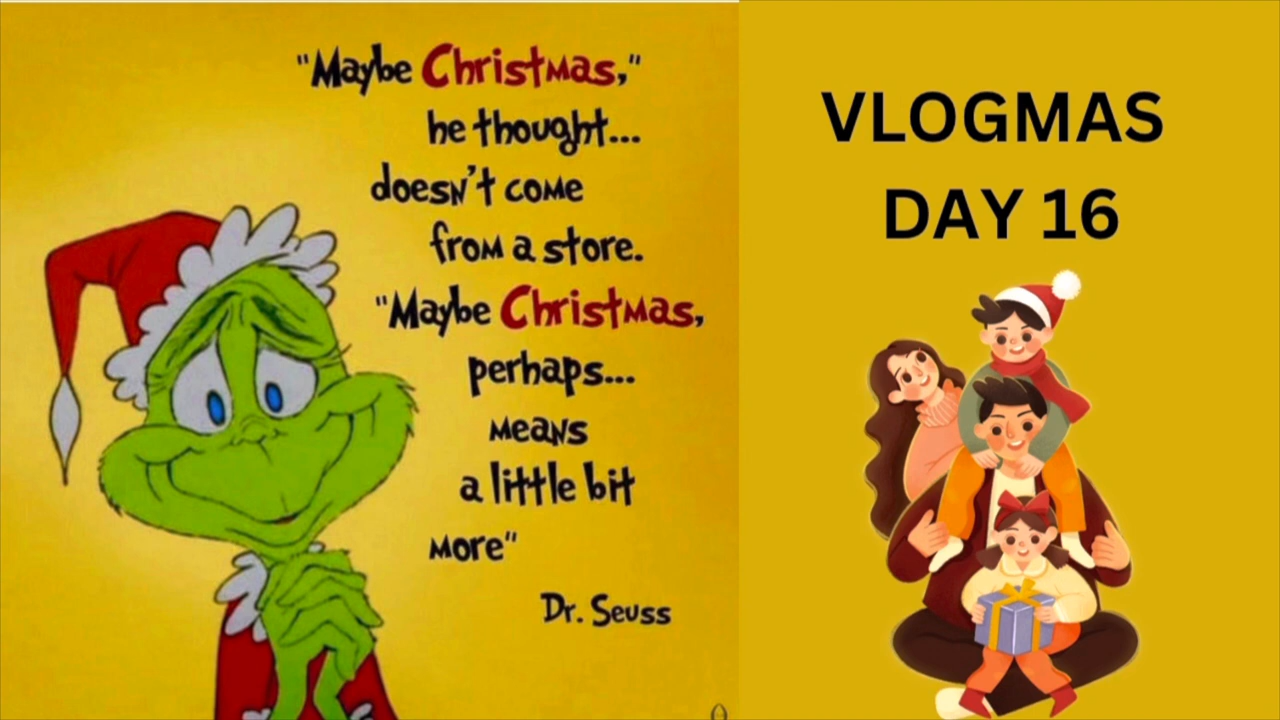 "Maybe Christmas,"
he thought...
doesn't come
from a store.
"Maybe Christmas,
perhaps...
means
a little bit
more"
Dr. Seuss
VLOGMAS
DAY 16